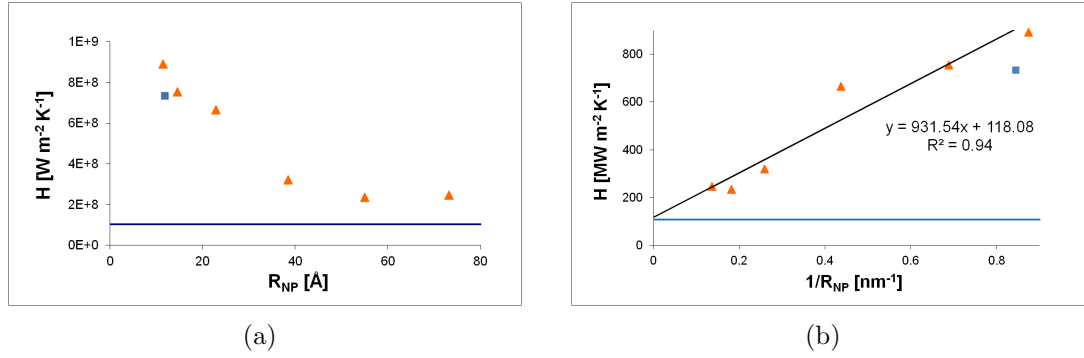 1E+9
8E+8
6E+8
4E+8
2E+8
0E+0
H [W m-2 K-1]
0 20 40 60 80
RNP [Å]
(a)
800
600
400
200
0
H [MW m-2 K-1]
y = 931.54x + 118.08
R² = 0.94
0 0.2 0.4 0.6 0.8
1/RNP [nm-1]
(b)